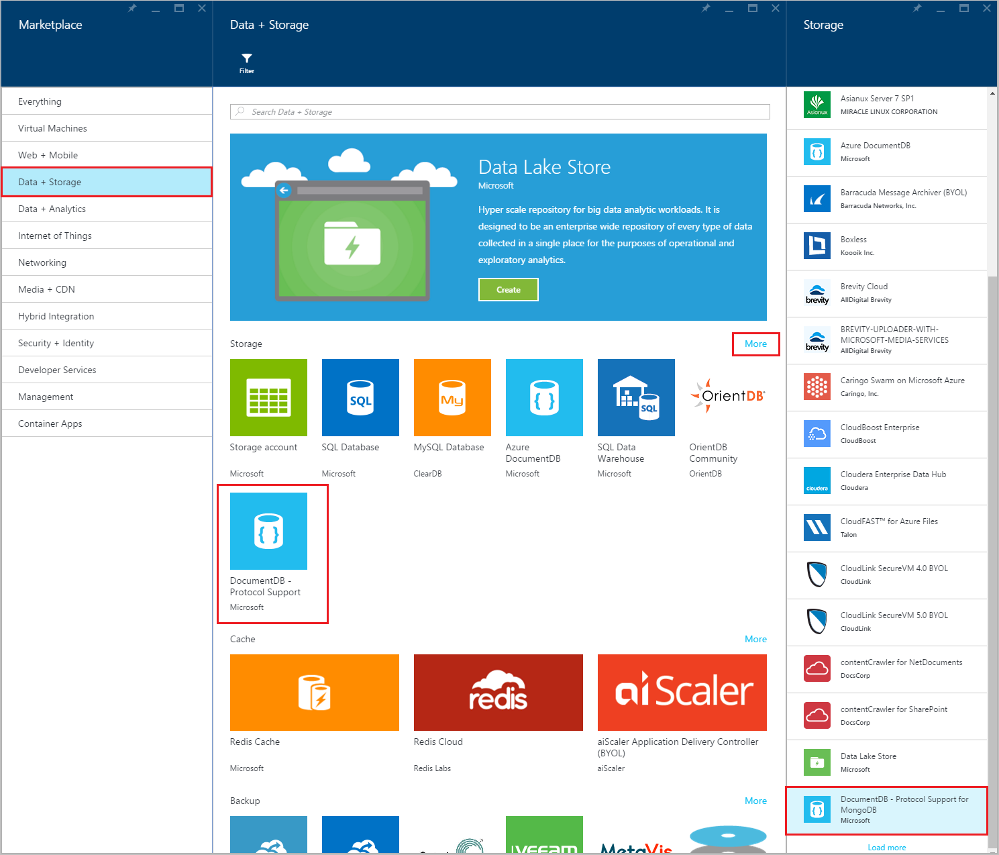 Marketplace
Everything
Virtual Machines
Web + Mobile
Data + Storage
Data + Analytics
Internet of Things
Networking
Media + CDN
Hybrid Integration
Security + Identity
Developer Services
Management
Container Apps
Data + Storage
Filter
Search Data + Storage
Data Lake Store
Microsoft
Hyper scale repository for big data analytic workloads. It is
designed to be an enterprise wide repository of every type of data
collected in a single place for the purposes of operational and
exploratory analytics.
Create
Storage
More
SQL
My
SQL
OrientDB
Storage account
Microsoft
SQL Database
Microsoft
MySQL Database
ClearDB
Azure
DocumentDB
Microsoft
SQL Data
Warehouse
Microsoft
OrientDB
Community
OrientDB
DocumentDB -
Protocol Support
Microsoft
Cache
More
redis
aiScaler
Redis Cache
Microsoft
Redis Cloud
Redis Labs
aiScaler Application Delivery Controller
(BYOL)
aiScaler
Backup
More
veeam
MetaVis
Storage
Asianux
Asianux Server 7 SP1
MIRACLE LINUX CORPORATION
Azure DocumentDB
Microsoft
Barracuda Message Archiver (BYOL)
Barracuda Networks, Inc.
Boxless
Koooik Inc.
brevity
Brevity Cloud
AllDigital Brevity
brevity
BREVITY-UPLOADER-WITH-
MICROSOFT-MEDIA-SERVICES
AllDigital Brevity
Caringo Swarm on Microsoft Azure
Caringo, Inc.
CloudBoost Enterprise
CloudBoost
cloudera
Cloudera Enterprise Data Hub
Cloudera
CloudFAST™ for Azure Files
Talon
CloudLink SecureVM 4.0 BYOL
CloudLink
CloudLink SecureVM 5.0 BYOL
CloudLink
contentCrawler for NetDocuments
DocsCorp
contentCrawler for SharePoint
DocsCorp
Data Lake Store
Microsoft
DocumentDB - Protocol Support for
MongoDB
Microsoft
Load more